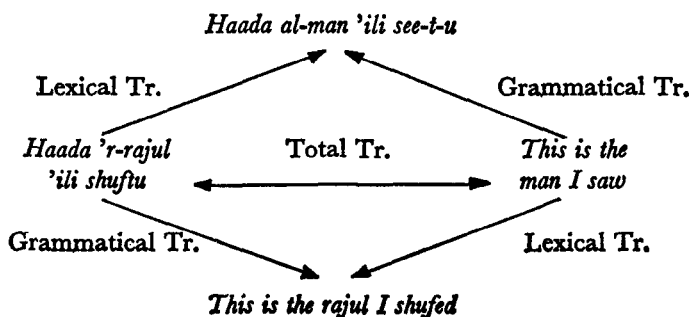 Haada al-man 'ili see-t-u
Lexical Tr.
Grammatical Tr.
Haada 'r-rajul
'ili shuftu
Total Tr.
This is the
man I saw
Grammatical Tr.
Lexical Tr.
This is the rajul I shufed